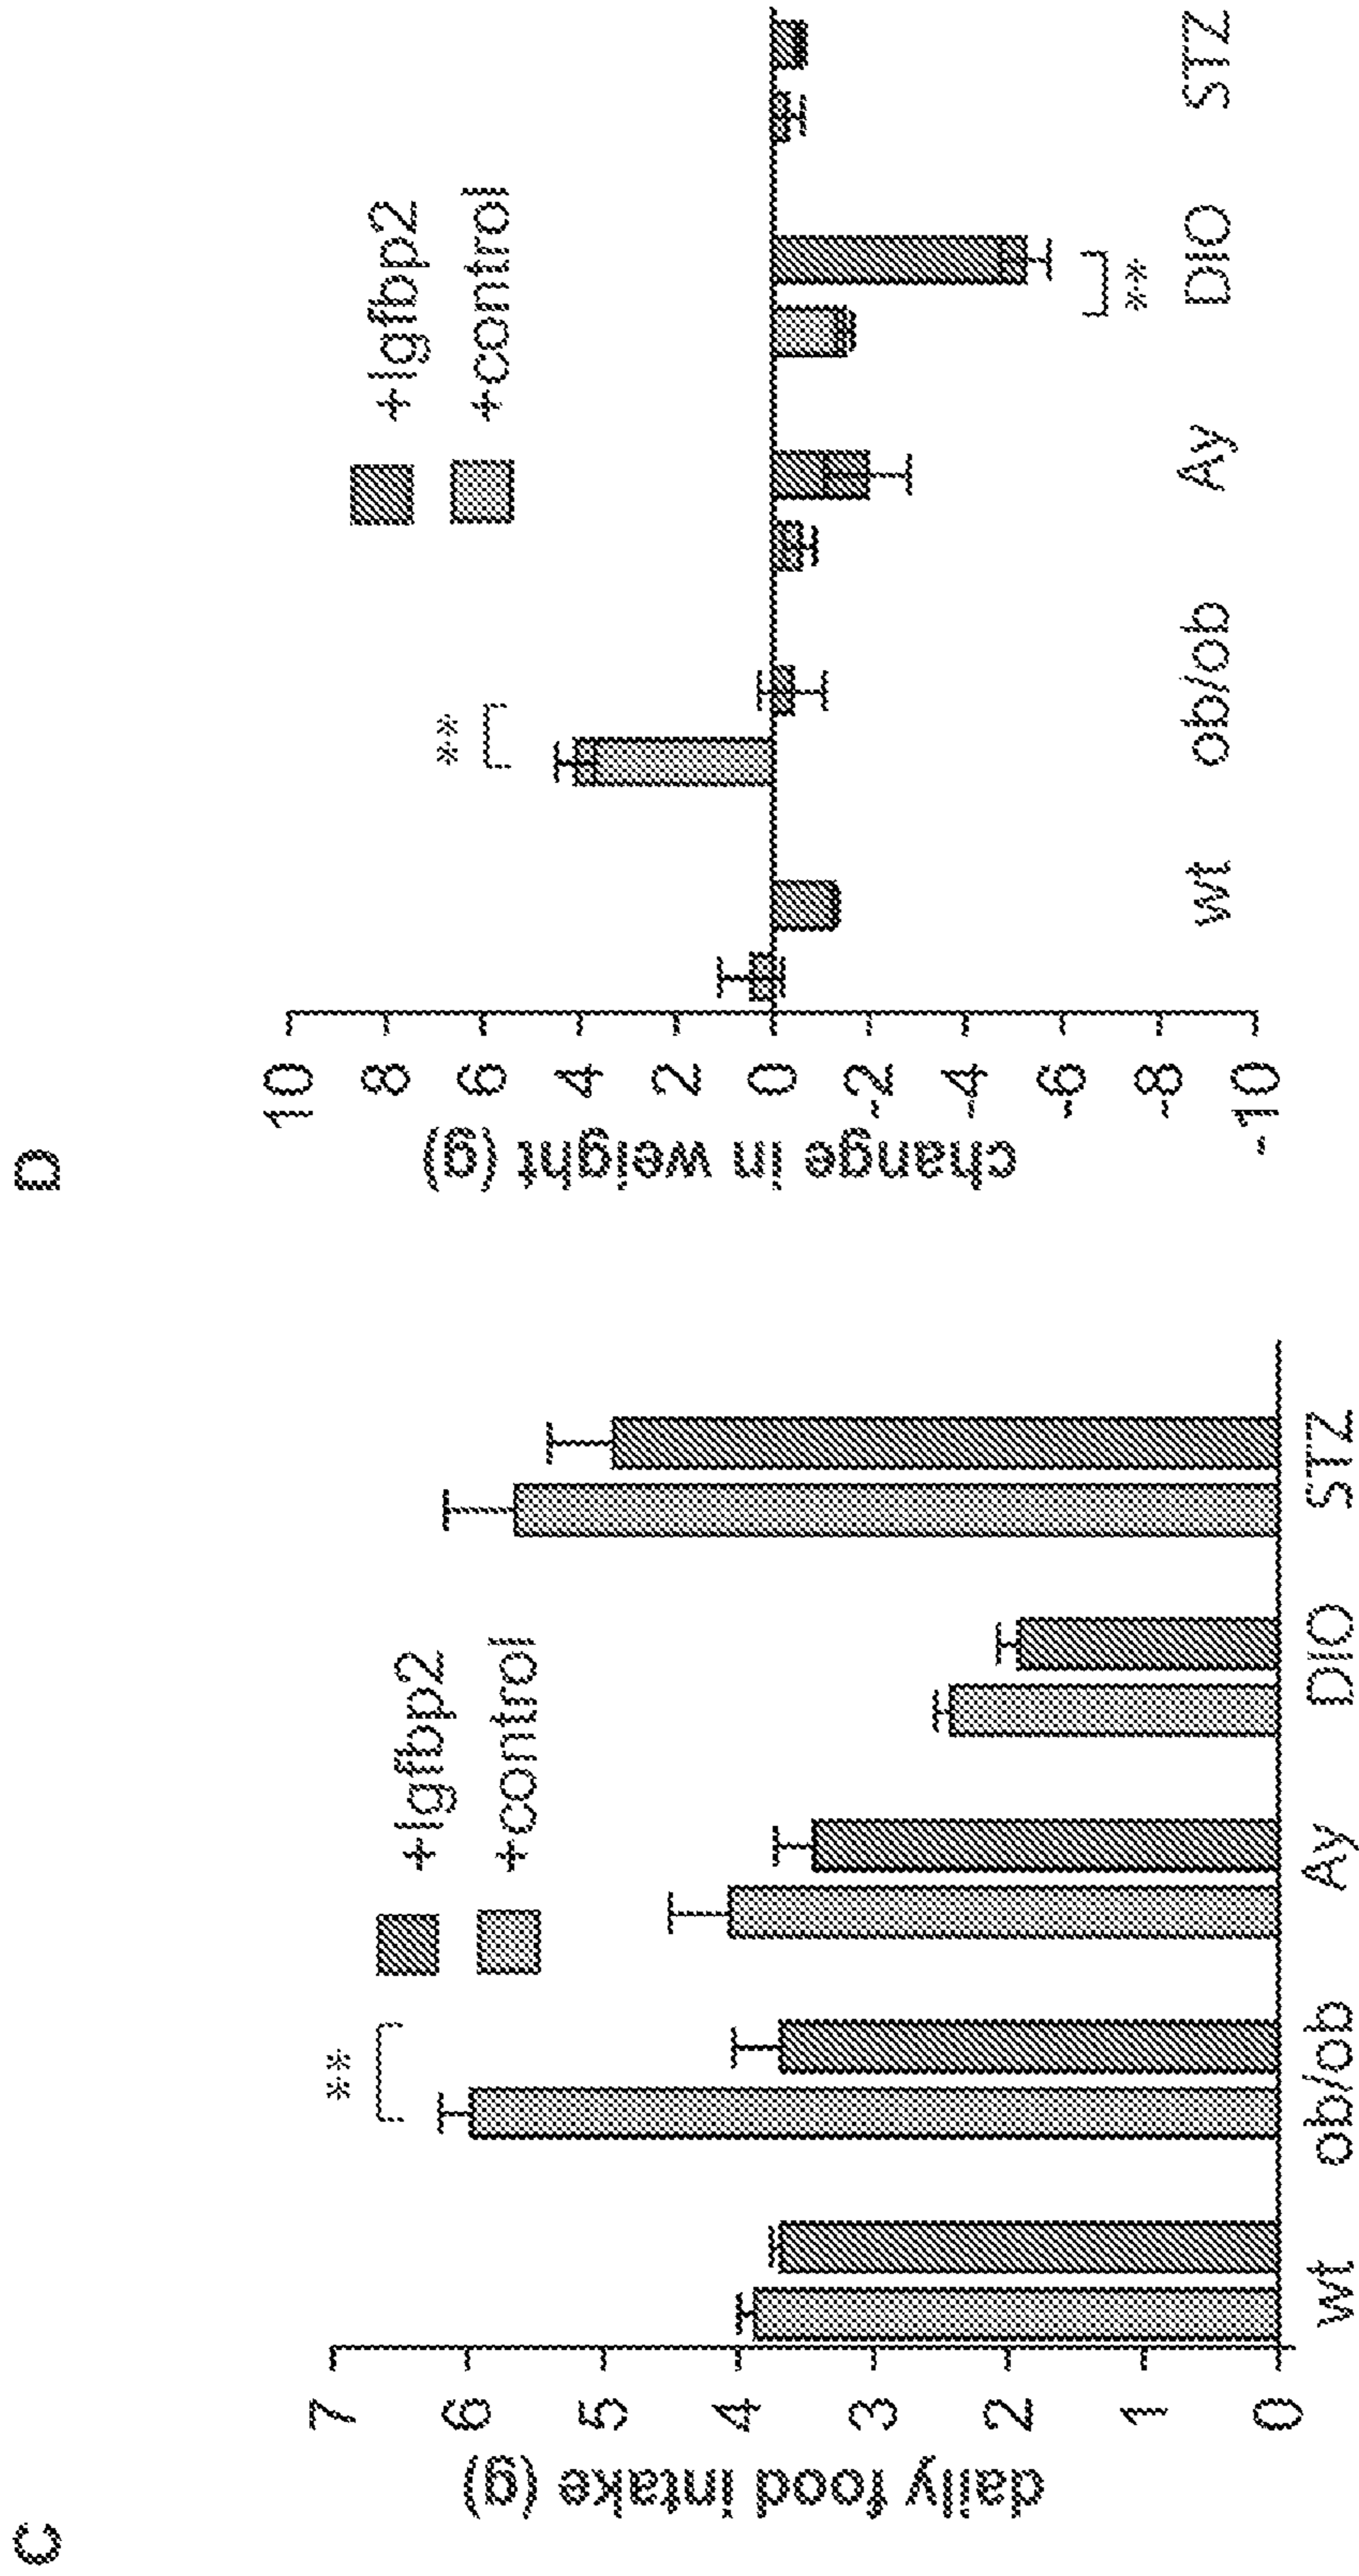 C
daily food intake (g)
7
6
5
4
3
2
1
0
**
+Igfbp2
+control
wt ob/ob Ay DIO STZ
D
change in weight (g)
10
8
6
4
2
0
-2
-4
-6
-8
-10
+Igfbp2
+control
**
**
wt ob/ob Ay DIO STZ